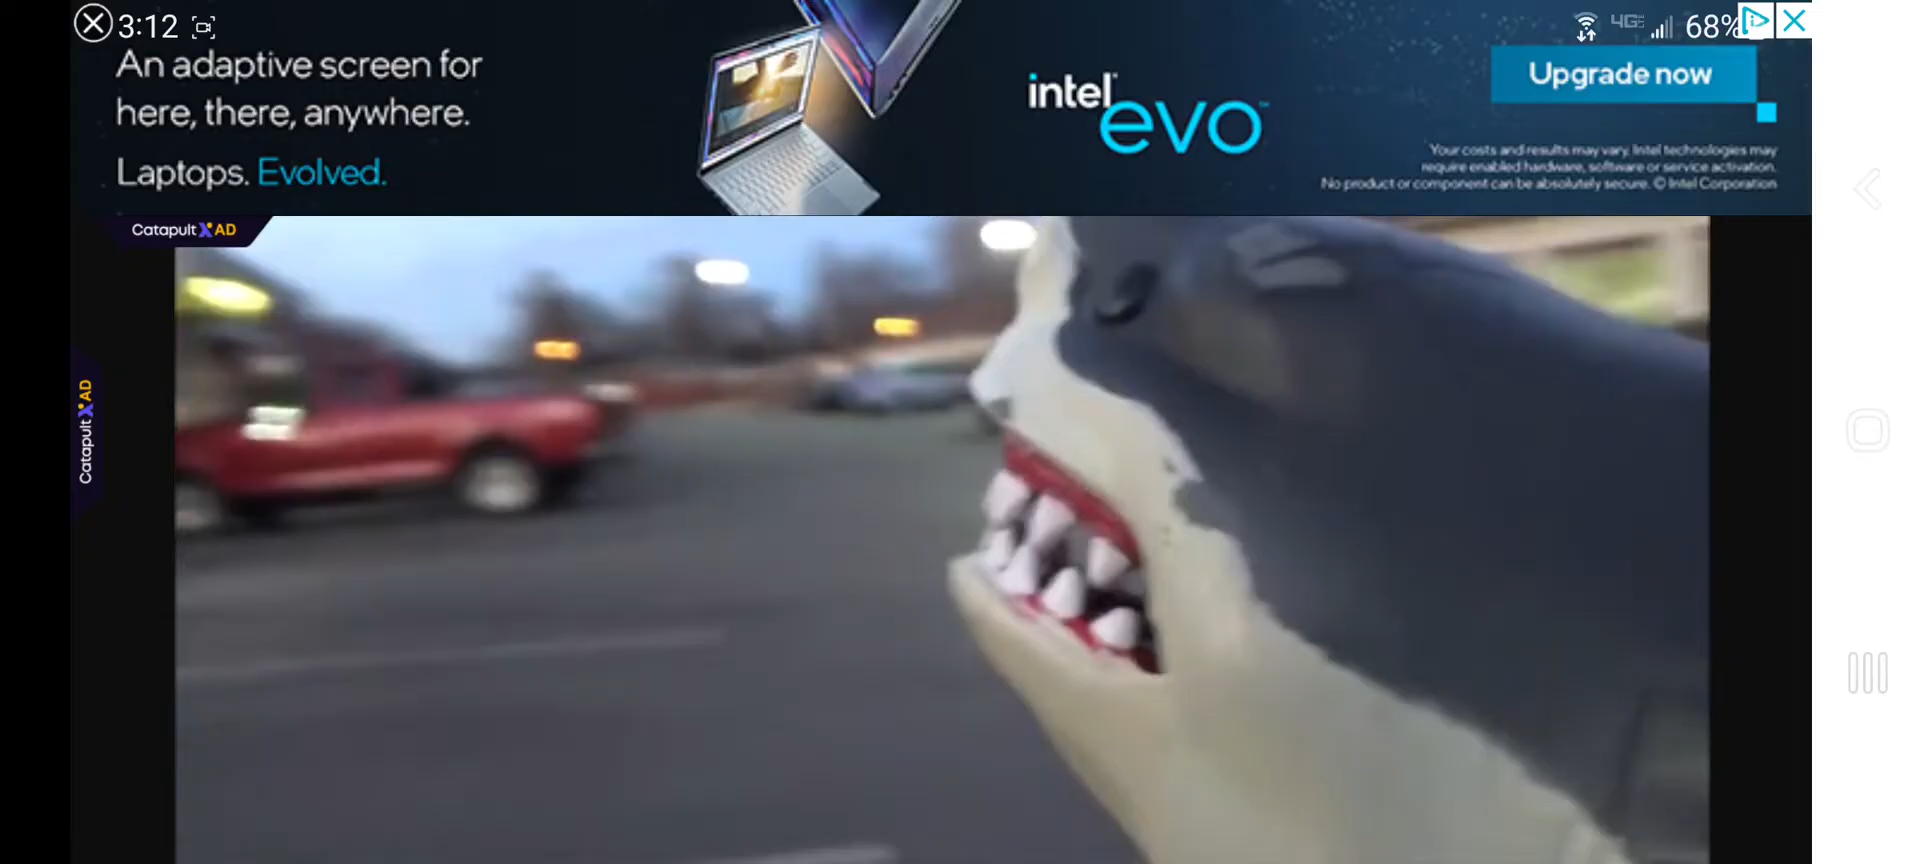 3:12
4GE 68%
An adaptive screen for
here, there, anywhere.
Laptops. Evolved.
intel
evo™
Upgrade now
Your costs and results may vary. Intel technologies may
require enabled hardware, software or service activation.
No product or component can be absolutely secure. © Intel Corporation
Catapult X AD
Catapult X AD